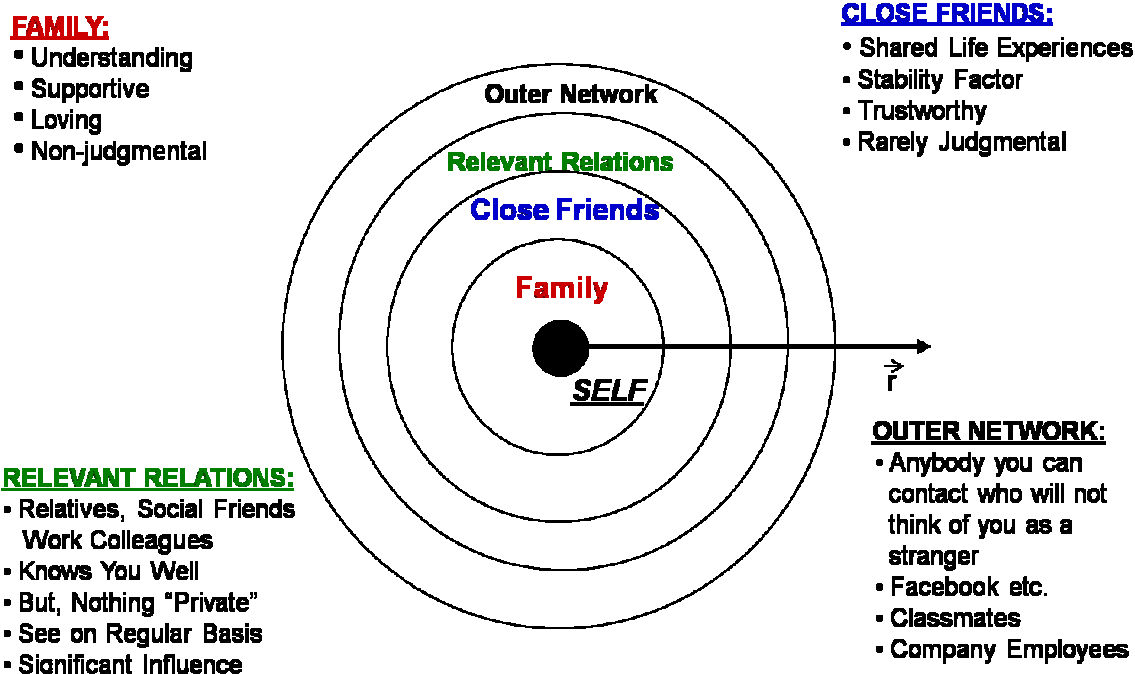 FAMILY:
▪ Understanding
▪ Supportive
▪ Loving
▪ Non-judgmental
CLOSE FRIENDS:
▪ Shared Life Experiences
▪ Stability Factor
▪ Trustworthy
▪ Rarely Judgmental
Outer Network
Relevant Relations
Close Friends
Family
SELF
r
RELEVANT RELATIONS:
▪ Relatives, Social Friends
Work Colleagues
▪ Knows You Well
▪ But, Nothing “Private”
▪ See on Regular Basis
▪ Significant Influence
OUTER NETWORK:
▪ Anybody you can
contact who will not
think of you as a
stranger
▪ Facebook etc.
▪ Classmates
▪ Company Employees